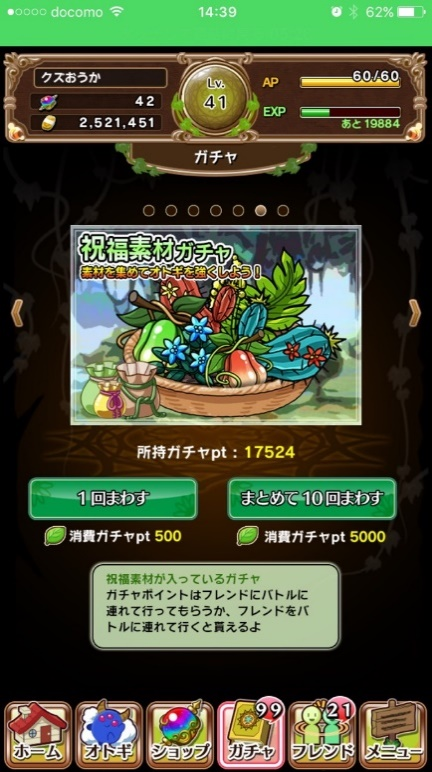 docomo 14:39 62%
クズおうか
42
2,521,451
Lv.
41
AP 60/60
EXP
あと 19884
ガチャ
祝福素材ガチャ
素材を集めてオトギを強くしよう!
所持ガチャpt : 17524
1回まわす まとめて10回まわす
消費ガチャpt 500 消費ガチャpt 5000
祝福素材が入っているガチャ
ガチャポイントはフレンドにバトルに
連れて行ってもらうか、フレンドをバ
トルに連れて行くと貰えるよ
99 21
ホーム オトギ ショップ ガチャ フレンド メニュー